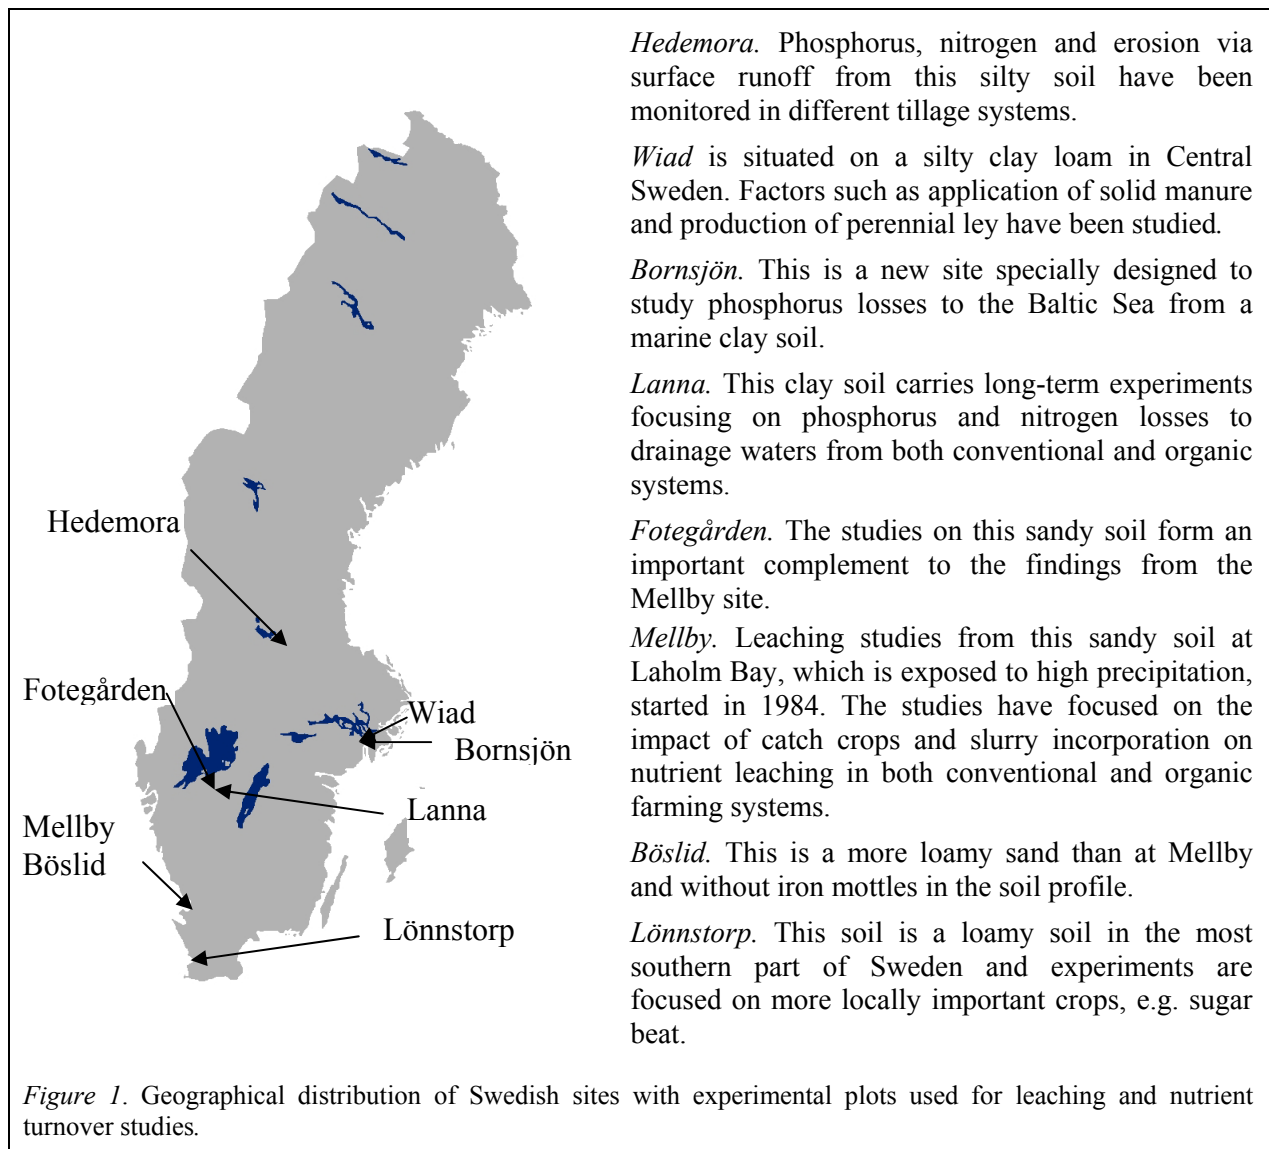 Hedemora. Phosphorus, nitrogen and erosion via
surface runoff from this silty soil have been
monitored in different tillage systems.
Wiad is situated on a silty clay loam in Central
Sweden. Factors such as application of solid manure
and production of perennial ley have been studied.
Bornsjön. This is a new site specially designed to
study phosphorus losses to the Baltic Sea from a
marine clay soil.
Lanna. This clay soil carries long-term experiments
focusing on phosphorus and nitrogen losses to
drainage waters from both conventional and organic
systems.
Fotegården. The studies on this sandy soil form an
important complement to the findings from the
Mellby site.
Mellby. Leaching studies from this sandy soil at
Laholm Bay, which is exposed to high precipitation,
started in 1984. The studies have focused on the
impact of catch crops and slurry incorporation on
nutrient leaching in both conventional and organic
farming systems.
Böslid. This is a more loamy sand than at Mellby
and without iron mottles in the soil profile.
Lönnstorp. This soil is a loamy soil in the most
southern part of Sweden and experiments are
focused on more locally important crops, e.g. sugar
beat.
Hedemora
Fotegården
Wiad
Bornsjön
Lanna
Mellby
Böslid
Lönnstorp
Figure 1. Geographical distribution of Swedish sites with experimental plots used for leaching and nutrient
turnover studies.